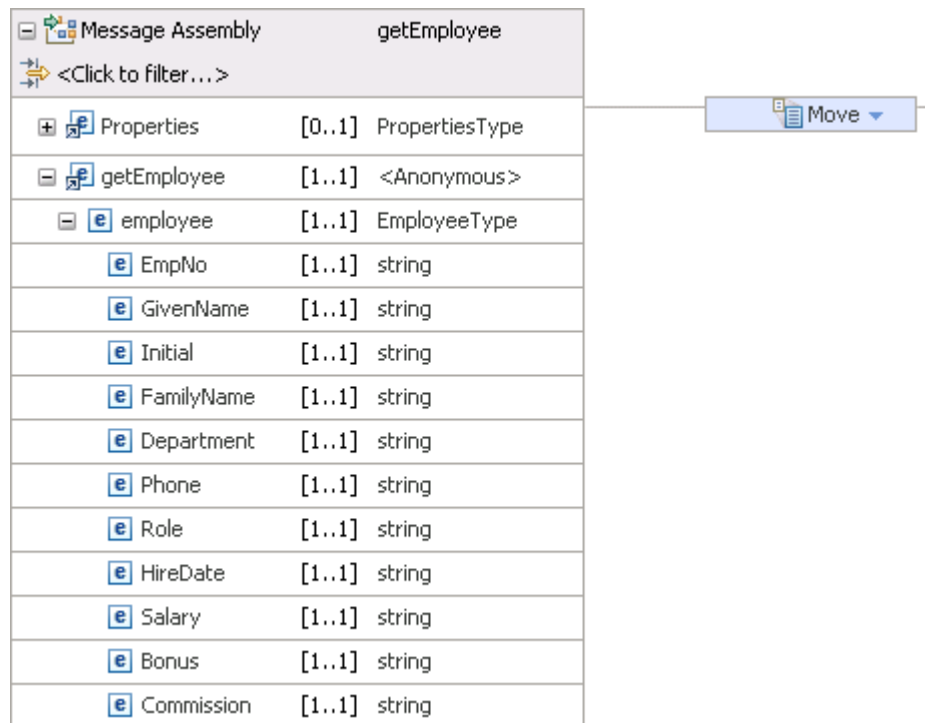 Message Assembly getEmployee
<Click to filter...>
Properties [0..1] PropertiesType
Move
getEmployee [1..1] <Anonymous>
employee [1..1] EmployeeType
EmpNo [1..1] string
GivenName [1..1] string
Initial [1..1] string
FamilyName [1..1] string
Department [1..1] string
Phone [1..1] string
Role [1..1] string
HireDate [1..1] string
Salary [1..1] string
Bonus [1..1] string
Commission [1..1] string